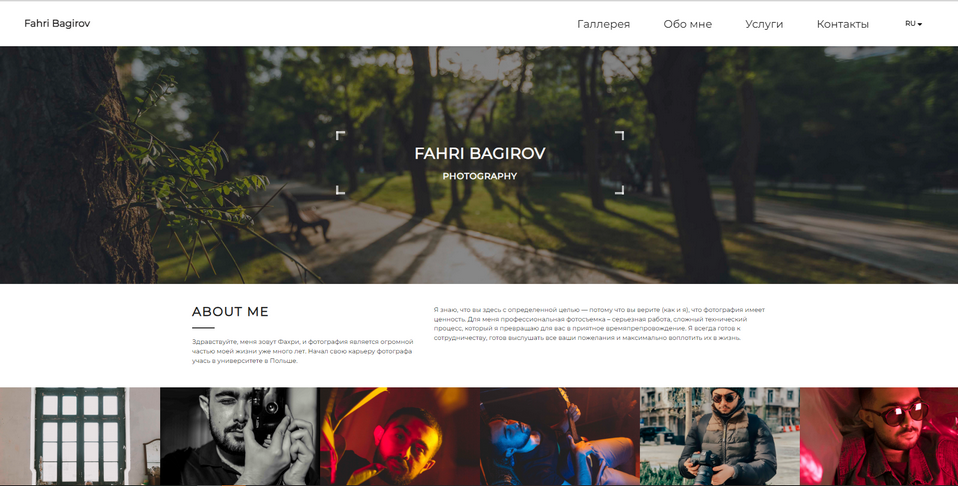 Fahri Bagirov
Галлерея Обо мне Услуги Контакты RU
FAHRI BAGIROV
PHOTOGRAPHY
ABOUT ME
Здравствуйте, меня зовут Фахри, и фотография является огромной
частью моей жизни уже много лет. Начал свою карьеру фотографа
учась в университете в Польше.
Я знаю, что вы здесь с определенной целью — потому что вы верите (как и я), что фотография имеет
ценность. Для меня профессиональная фотосъемка – серьезная работа, сложный технический
процесс, который я превращаю для вас в приятное времяпрепровождение. Я всегда готов к
сотрудничеству, готов выслушать все ваши пожелания и максимально воплотить их в жизнь.